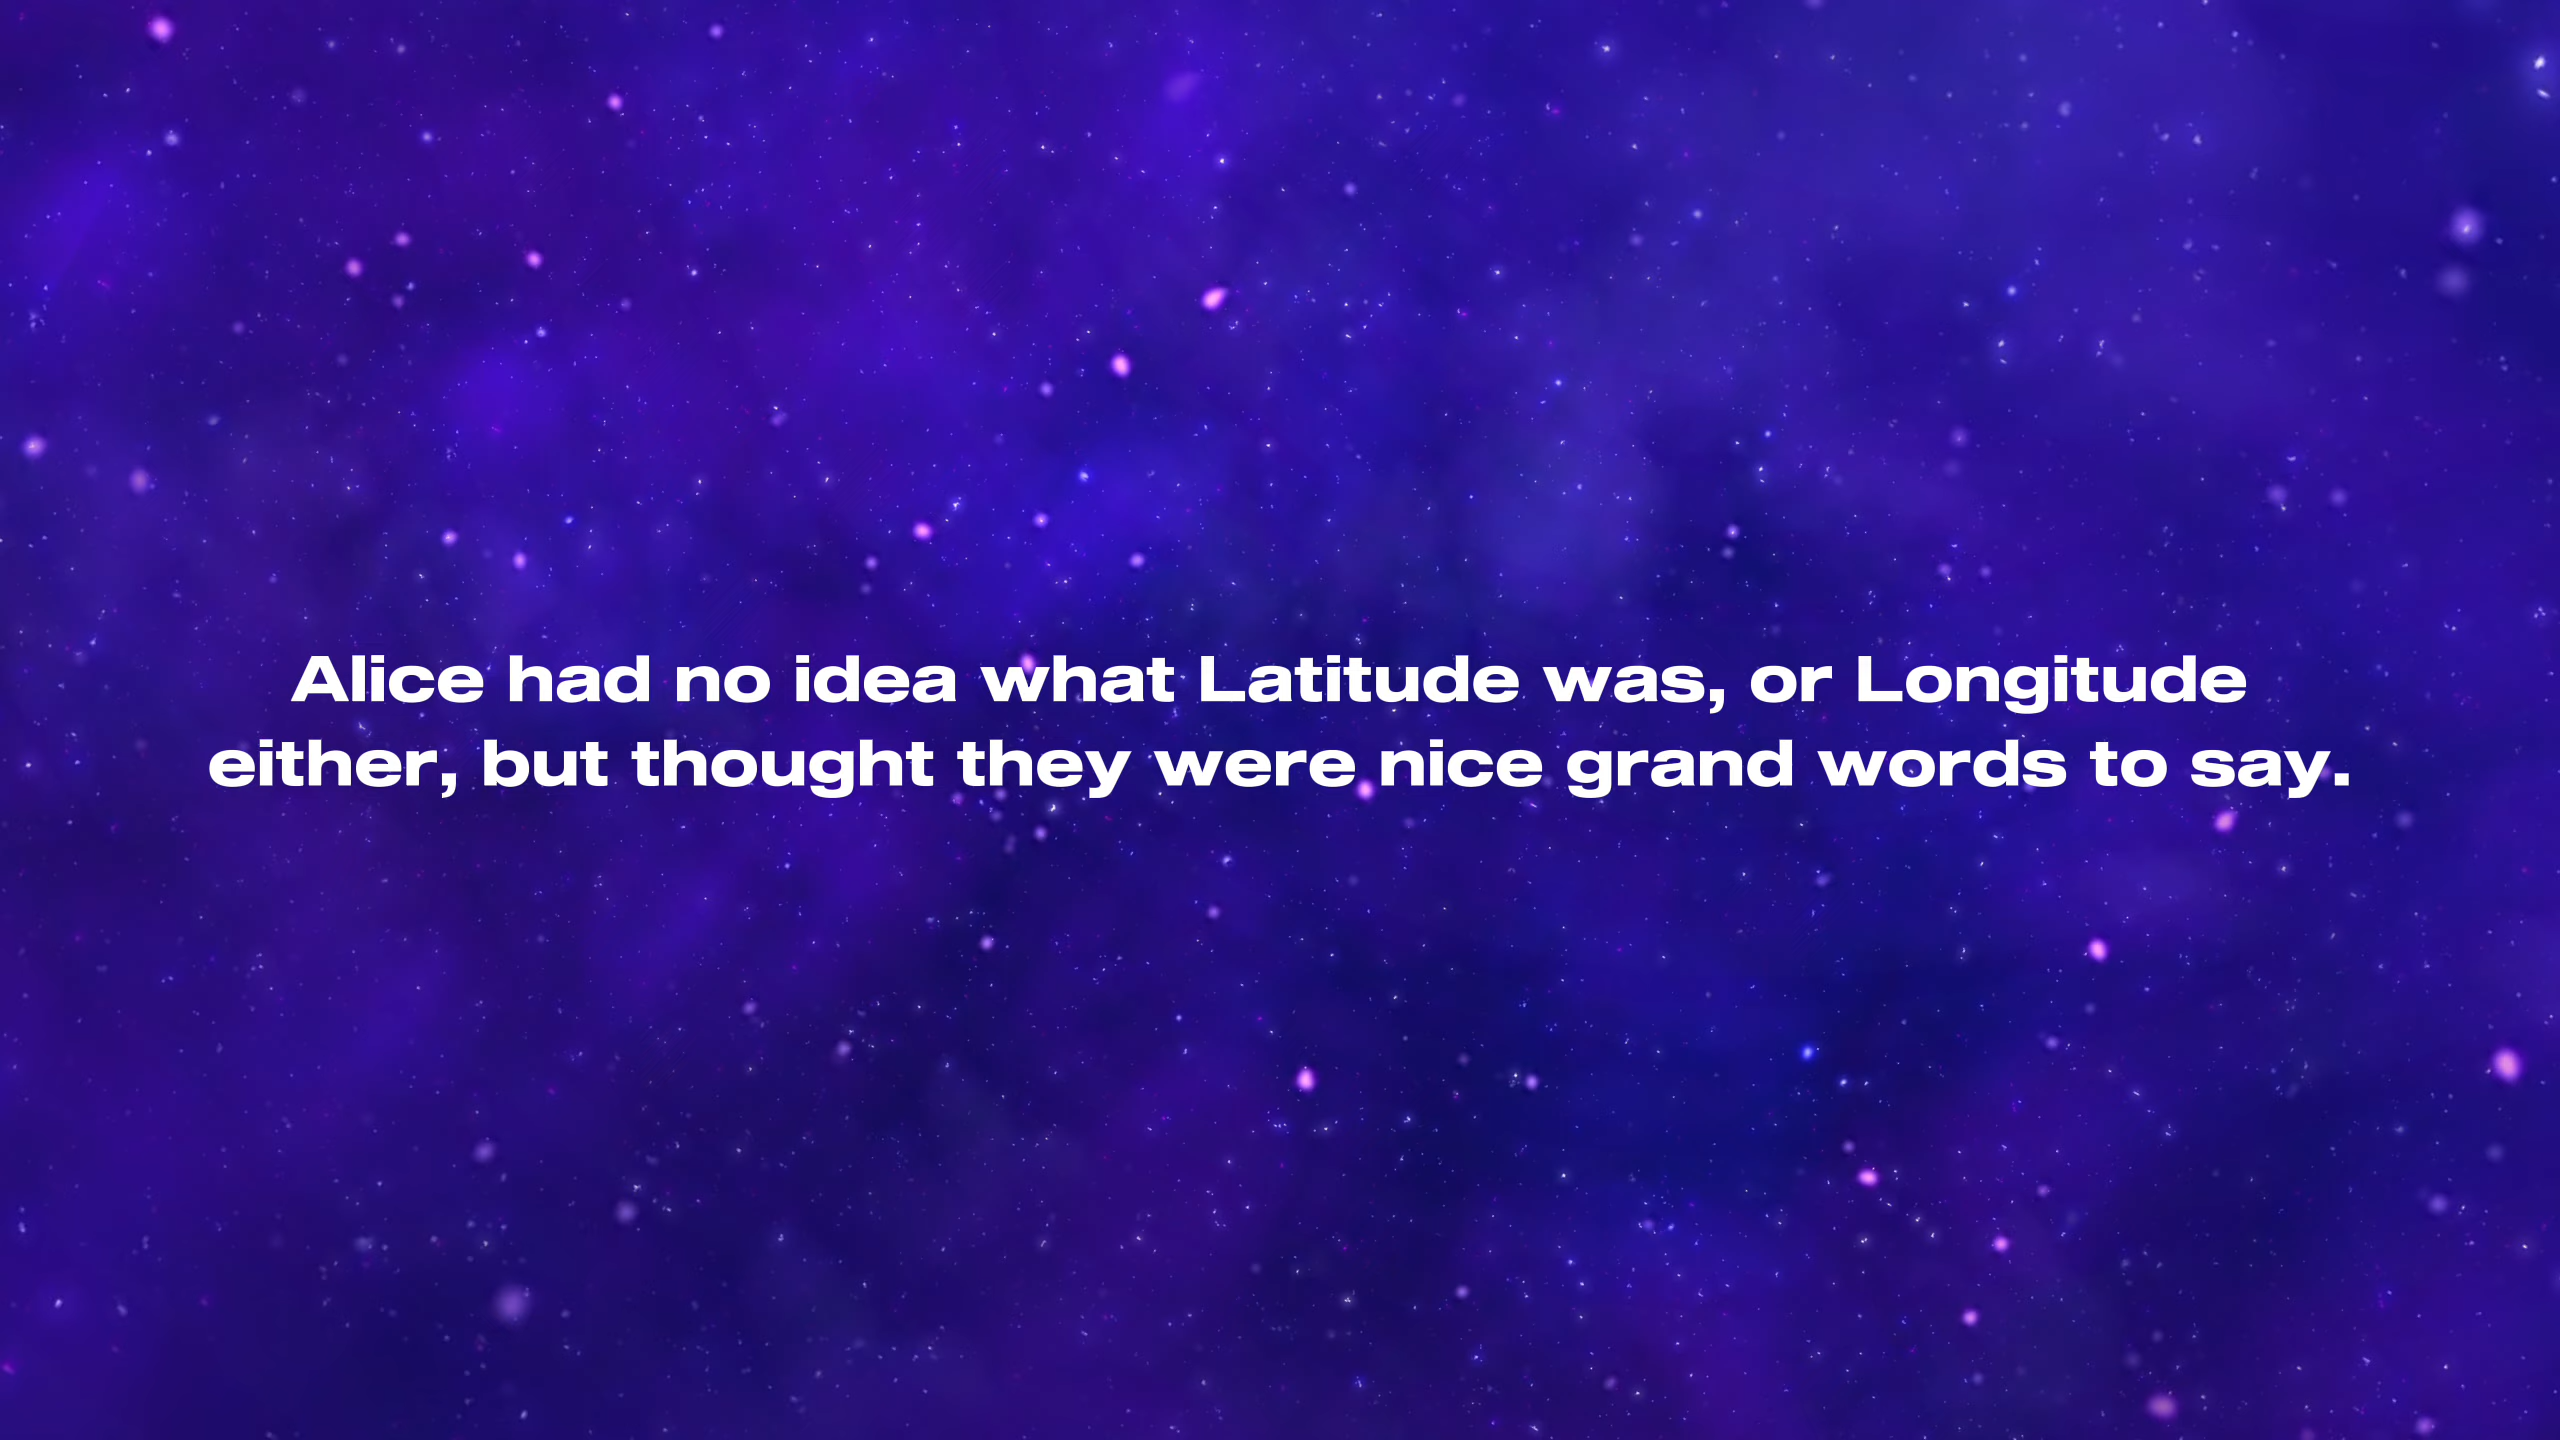 Alice had no idea what Latitude was, or Longitude
either, but thought they were nice grand words to say.